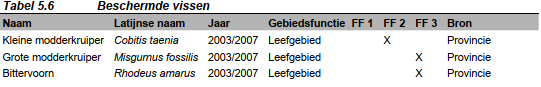 Tabel 5.6 Beschermde vissen
Naam Latijnse naam Jaar Gebiedsfunctie FF 1 FF 2 FF 3 Bron
Kleine modderkruiper Cobitis taenia 2003/2007 Leefgebied X Provincie
Grote modderkruiper Misgurnus fossilis 2003/2007 Leefgebied X Provincie
Bittervoorn Rhodeus amarus 2003/2007 Leefgebied X Provincie